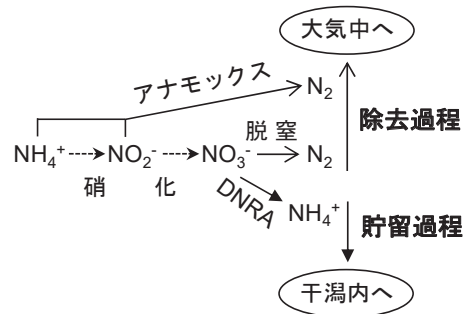 大気中へ
アナモックス
N₂
除去過程
脱窒
NH₄⁺ NO₂⁻ NO₃⁻ N₂
硝化
DNRA
NH₄⁺
貯留過程
干潟内へ